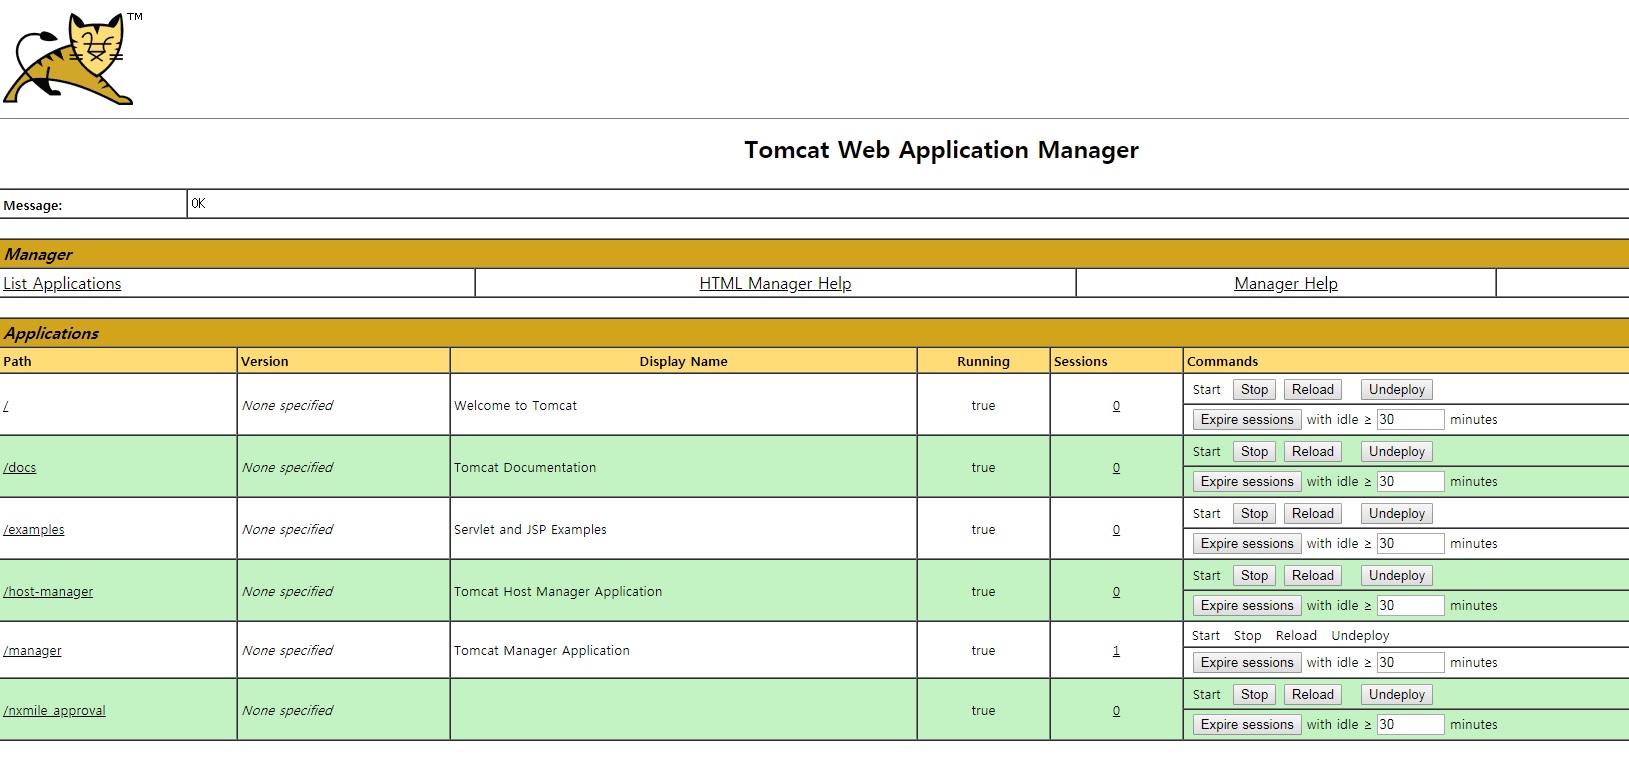 TM
Tomcat Web Application Manager
Message: OK
Manager
List Applications HTML Manager Help Manager Help
Applications
Path Version Display Name Running Sessions Commands
/ None specified Welcome to Tomcat true 0 Start Stop Reload Undeploy
Expire sessions with idle ≥ 30 minutes
/docs None specified Tomcat Documentation true 0 Start Stop Reload Undeploy
Expire sessions with idle ≥ 30 minutes
/examples None specified Servlet and JSP Examples true 0 Start Stop Reload Undeploy
Expire sessions with idle ≥ 30 minutes
/host-manager None specified Tomcat Host Manager Application true 0 Start Stop Reload Undeploy
Expire sessions with idle ≥ 30 minutes
/manager None specified Tomcat Manager Application true 1 Start Stop Reload Undeploy
Expire sessions with idle ≥ 30 minutes
/nxmile_approval None specified true 0 Start Stop Reload Undeploy
Expire sessions with idle ≥ 30 minutes